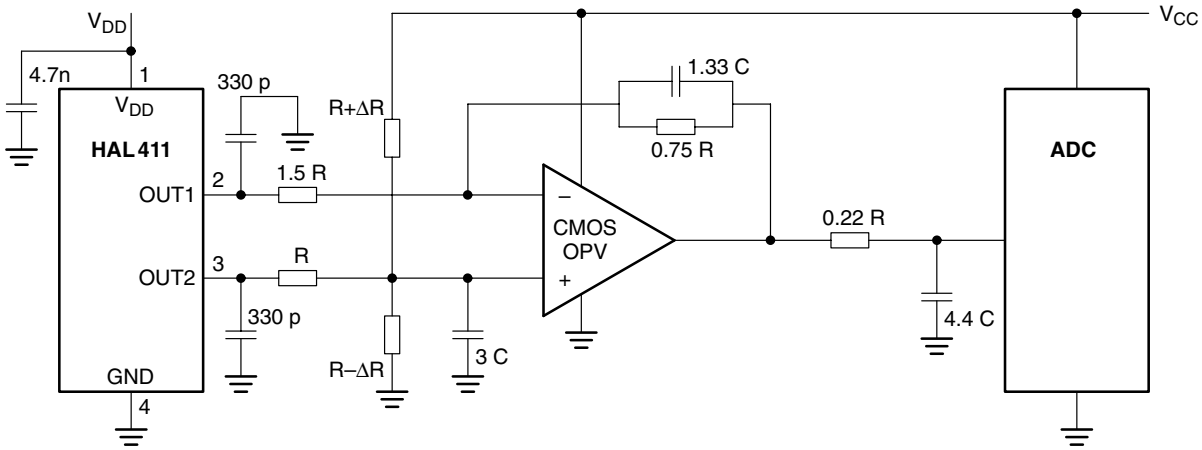 V_DD
V_CC
4.7n
1
330 p
1.33 C
V_DD
R+ΔR
HAL 411
0.75 R
ADC
2
1.5 R
OUT1
–
CMOS
OPV
0.22 R
3
R
OUT2
+
330 p
4.4 C
R–ΔR
3 C
GND
4